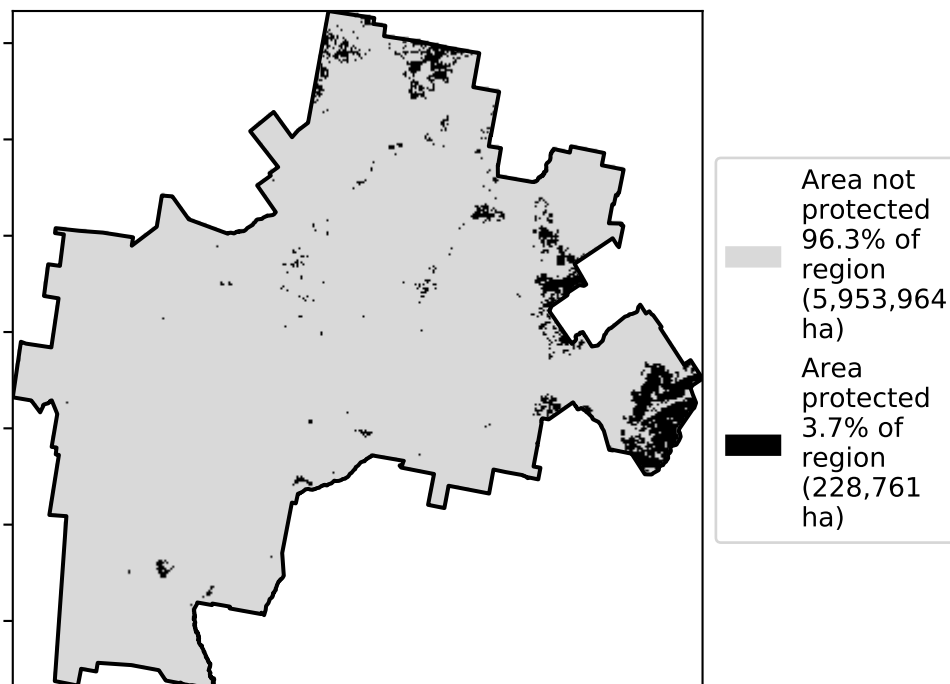 Area not
protected
96.3% of
region
(5,953,964
ha)
Area
protected
3.7% of
region
(228,761
ha)